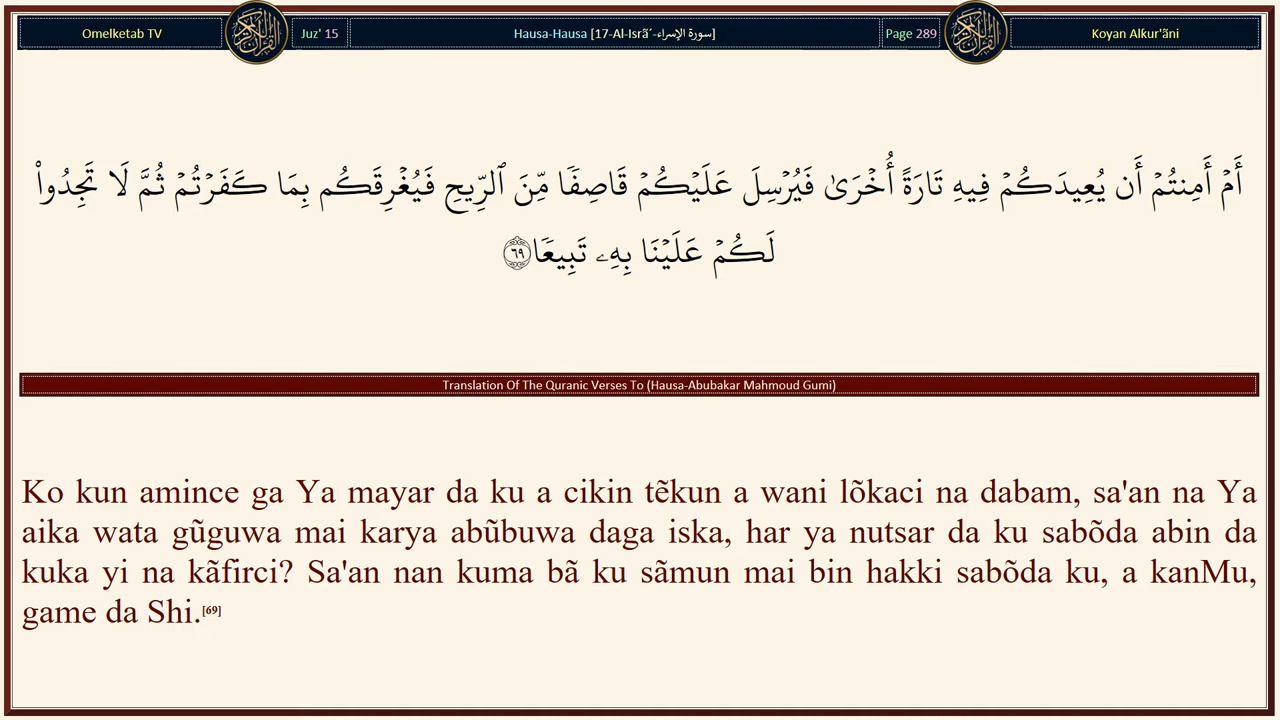 Omelketab TV
Juz' 15
Hausa-Hausa [17-Al-Isrã´-سورة الإسراء]
Page 289
Koyan Alƙur'ãni
أَمۡ أَمِنتُمۡ أَن يُعِيدَكُمۡ فِيهِ تَارَةً أُخۡرَىٰ فَيُرۡسِلَ عَلَيۡكُمۡ قَاصِفٗا مِّنَ ٱلرِّيحِ فَيُغۡرِقَكُم بِمَا كَفَرۡتُمۡ ثُمَّ لَا تَجِدُواْ
لَكُمۡ عَلَيۡنَا بِهِۦ تَبِيعٗا ٦٩
Translation Of The Quranic Verses To (Hausa-Abubakar Mahmoud Gumi)
Ko kun amince ga Ya mayar da ku a cikin tẽkun a wani lõkaci na dabam, sa'an na Ya
aika wata gũguwa mai karya abũbuwa daga iska, har ya nutsar da ku sabõda abin da
kuka yi na kãfirci? Sa'an nan kuma bã ku sãmun mai bin hakki sabõda ku, a kanMu,
game da Shi.[69]